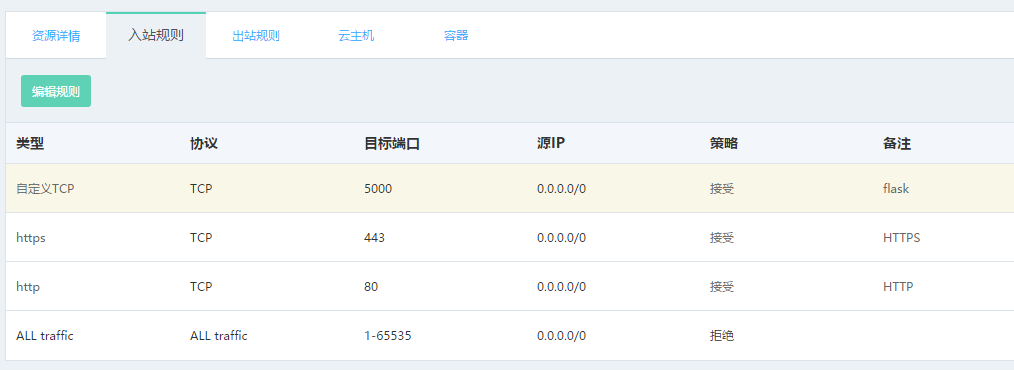 资源详情 入站规则 出站规则 云主机 容器
编辑规则
类型 协议 目标端口 源IP 策略 备注
自定义TCP TCP 5000 0.0.0.0/0 接受 flask
https TCP 443 0.0.0.0/0 接受 HTTPS
http TCP 80 0.0.0.0/0 接受 HTTP
ALL traffic ALL traffic 1-65535 0.0.0.0/0 拒绝